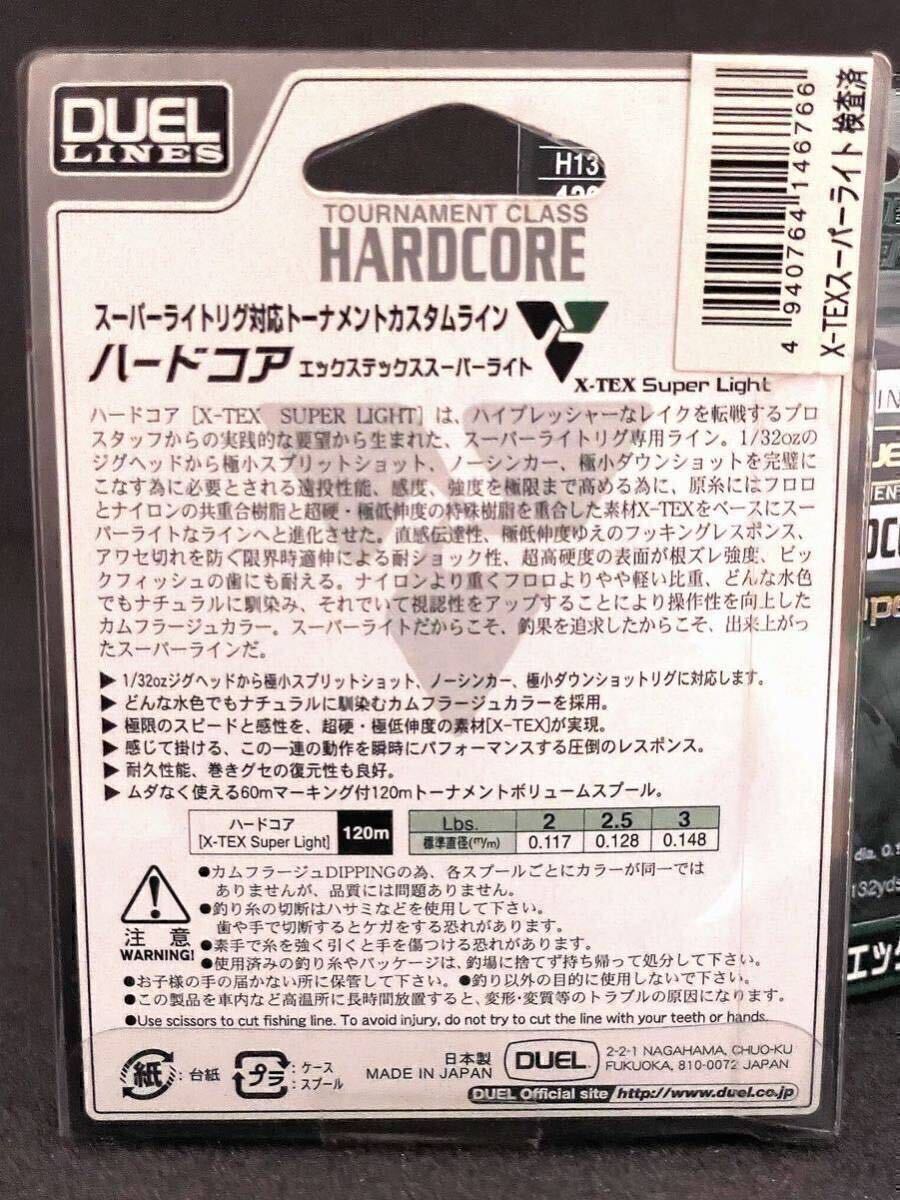 DUEL
LINES
H13
TOURNAMENT CLASS
HARDCORE
スーパーライトリグ対応トーナメントカスタムライン
ハードコア エックステックススーパーライト
X-TEX Super Light
4 940764 146766
X-TEXスーパーライト 検査済
ハードコア [X-TEX SUPER LIGHT] は、ハイプレッシャーなレイクを転戦するプロ
スタッフからの実践的な要望から生まれた、スーパーライトリグ専用ライン。1/32ozの
ジグヘッドから極小スプリットショット、ノーシンカー、極小ダウンショットを完璧に
こなす為に必要とされる遠投性能、感度、強度を極限まで高める為に、原糸にはフロロ
とナイロンの共重合樹脂と超硬・極低伸度の特殊樹脂を重合した素材X-TEXをベースにスー
パーライトなラインへと進化させた。直感伝達性、極低伸度ゆえのフッキングレスポンス、
アワセ切れを防ぐ限界時適伸による耐ショック性、超高硬度の表面が根ズレ強度、ビッ
クフィッシュの歯にも耐える。ナイロンより重くフロロよりやや軽い比重、どんな水色
でもナチュラルに馴染み、それでいて視認性をアップすることにより操作性を向上した
カムフラージュカラー。スーパーライトだからこそ、釣果を追求したからこそ、出来上がっ
たスーパーラインだ。
▶ 1/32ozジグヘッドから極小スプリットショット、ノーシンカー、極小ダウンショットリグに対応します。
▶ どんな水色でもナチュラルに馴染むカムフラージュカラーを採用。
▶ 極限のスピードと感性を、超硬・極低伸度の素材[X-TEX]が実現。
▶ 感じて掛ける、この一連の動作を瞬時にパフォーマンスする圧倒のレスポンス。
▶ 耐久性能、巻きグセの復元性も良好。
▶ ムダなく使える60mマーキング付120mトーナメントボリュームスプール。
ハードコア
[X-TEX Super Light]
120m
Lbs. 2 2.5 3
標準直径(m/m) 0.117 0.128 0.148
注意
WARNING!
●カムフラージュDIPPINGの為、各スプールごとにカラーが同一では
ありませんが、品質には問題ありません。
●釣り糸の切断はハサミなどを使用して下さい。
歯や手で切断するとケガをする恐れがあります。
●素手で糸を強く引くと手を傷つける恐れがあります。
●使用済みの釣り糸やパッケージは、釣場に捨てず持ち帰って処分して下さい。
●お子様の手の届かない所に保管して下さい。●釣り以外の目的に使用しないで下さい。
●この製品を車内など高温所に長時間放置すると、変形・変質等のトラブルの原因になります。
●Use scissors to cut fishing line. To avoid injury, do not try to cut the line with your teeth or hands.
紙 : 台紙
プラ : ケース
スプール
日本製
MADE IN JAPAN
DUEL
2-2-1 NAGAHAMA, CHUO-KU
FUKUOKA, 810-0072 JAPAN
DUEL Official site http://www.duel.co.jp
132yds
エック